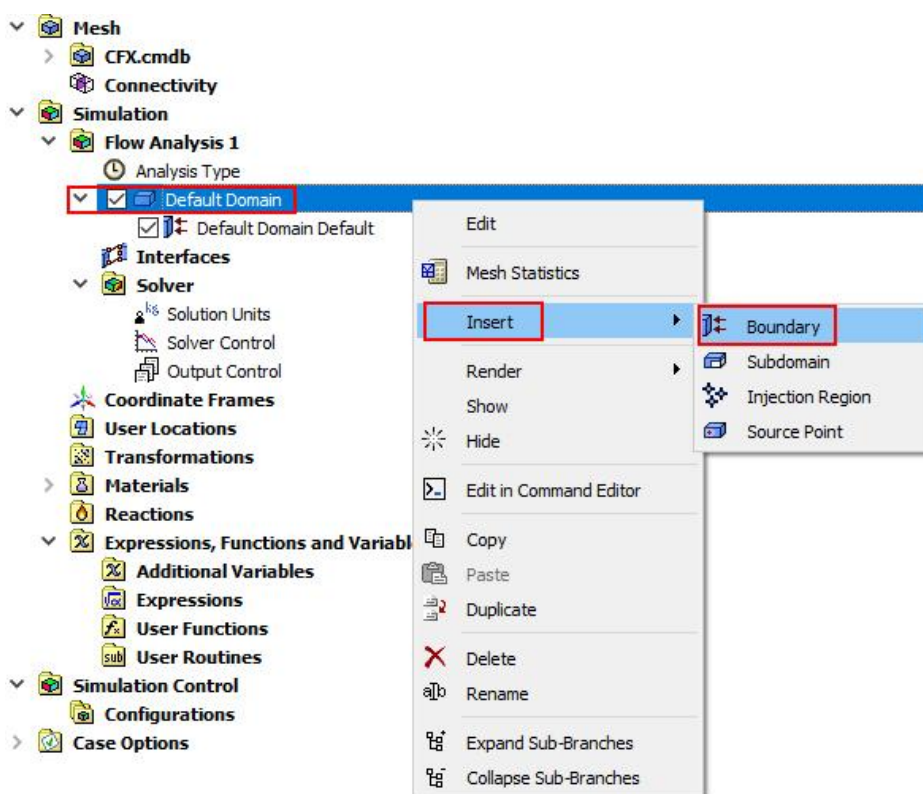 Mesh
CFX.cmdb
Connectivity
Simulation
Flow Analysis 1
Analysis Type
Default Domain
Default Domain Default
Interfaces
Solver
Solution Units
Solver Control
Output Control
Coordinate Frames
User Locations
Transformations
Materials
Reactions
Expressions, Functions and Variabl
Additional Variables
Expressions
User Functions
User Routines
Simulation Control
Configurations
Case Options
Edit
Mesh Statistics
Insert
Render
Show
Hide
Edit in Command Editor
Copy
Paste
Duplicate
Delete
Rename
Expand Sub-Branches
Collapse Sub-Branches
Boundary
Subdomain
Injection Region
Source Point